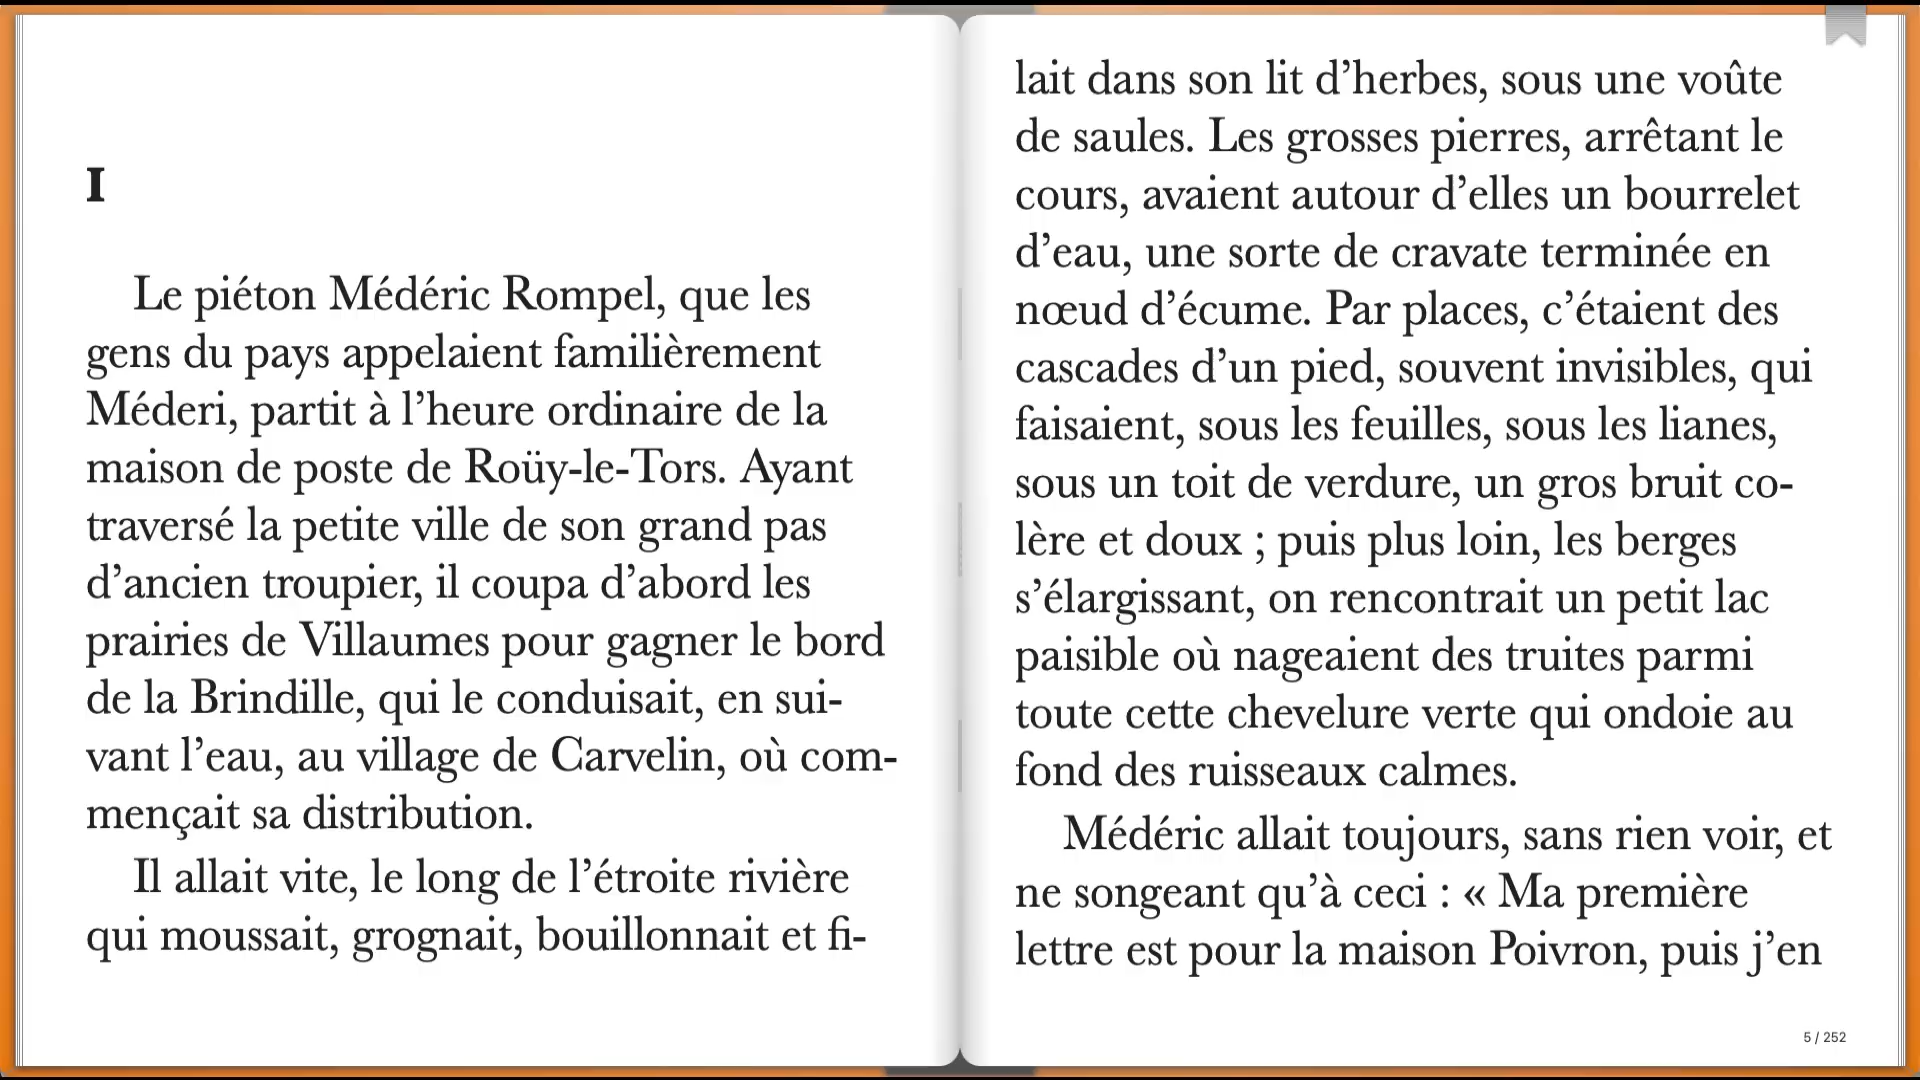 I
Le piéton Médéric Rompel, que les
gens du pays appelaient familièrement
Méderi, partit à l’heure ordinaire de la
maison de poste de Roüy-le-Tors. Ayant
traversé la petite ville de son grand pas
d’ancien troupier, il coupa d’abord les
prairies de Villaumes pour gagner le bord
de la Brindille, qui le conduisait, en sui-
vant l’eau, au village de Carvelin, où com-
mençait sa distribution.
Il allait vite, le long de l’étroite rivière
qui moussait, grognait, bouillonnait et fi-
lait dans son lit d’herbes, sous une voûte
de saules. Les grosses pierres, arrêtant le
cours, avaient autour d’elles un bourrelet
d’eau, une sorte de cravate terminée en
nœud d’écume. Par places, c’étaient des
cascades d’un pied, souvent invisibles, qui
faisaient, sous les feuilles, sous les lianes,
sous un toit de verdure, un gros bruit co-
lère et doux ; puis plus loin, les berges
s’élargissant, on rencontrait un petit lac
paisible où nageaient des truites parmi
toute cette chevelure verte qui ondoie au
fond des ruisseaux calmes.
Médéric allait toujours, sans rien voir, et
ne songeant qu’à ceci : « Ma première
lettre est pour la maison Poivron, puis j’en
5 / 252